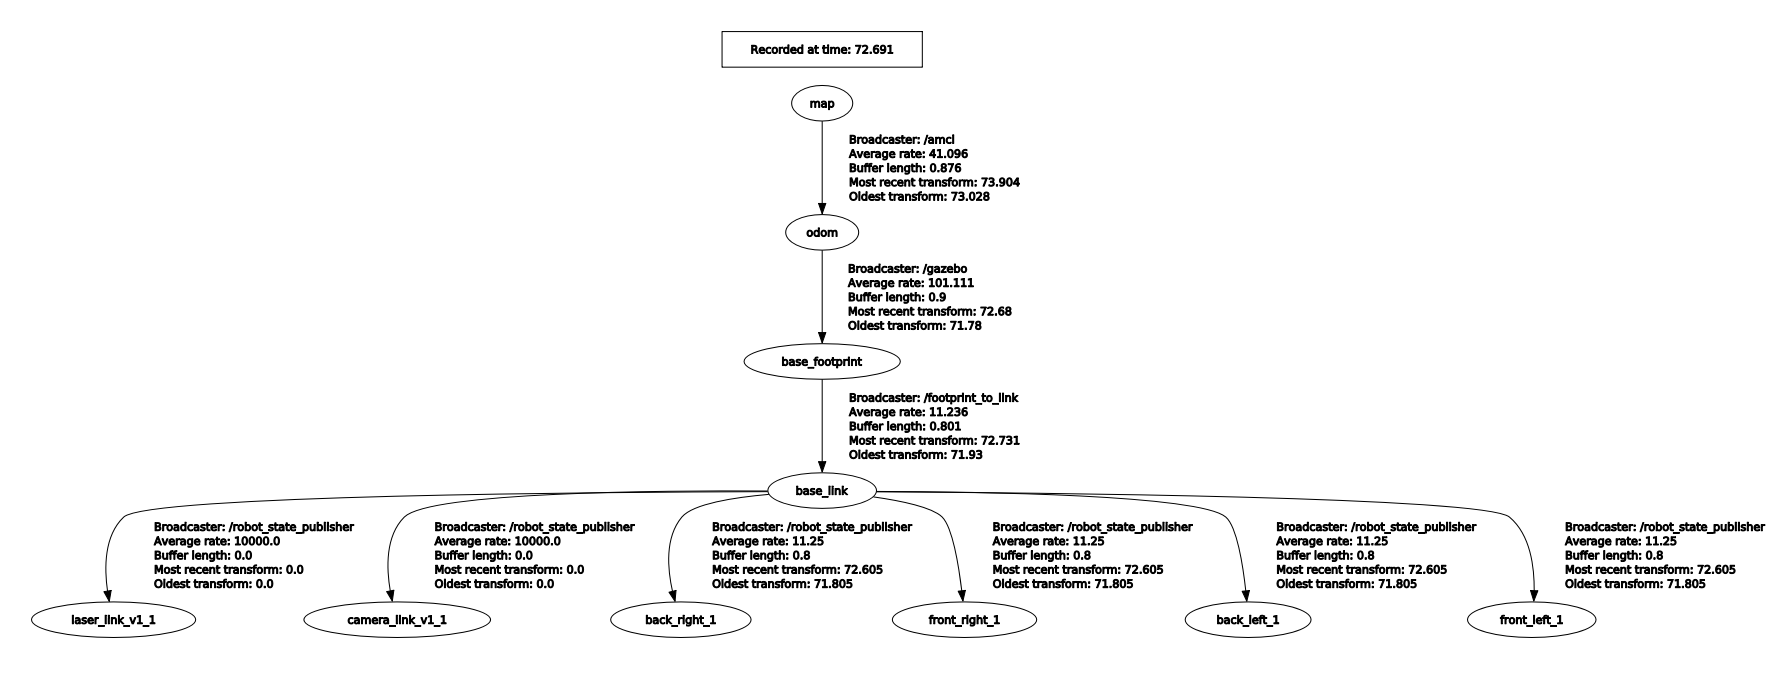 Recorded at time: 72.691
map
Broadcaster: /amcl
Average rate: 41.096
Buffer length: 0.876
Most recent transform: 73.904
Oldest transform: 73.028
odom
Broadcaster: /gazebo
Average rate: 101.111
Buffer length: 0.9
Most recent transform: 72.68
Oldest transform: 71.78
base_footprint
Broadcaster: /footprint_to_link
Average rate: 11.236
Buffer length: 0.801
Most recent transform: 72.731
Oldest transform: 71.93
base_link
Broadcaster: /robot_state_publisher
Average rate: 10000.0
Buffer length: 0.0
Most recent transform: 0.0
Oldest transform: 0.0
Broadcaster: /robot_state_publisher
Average rate: 10000.0
Buffer length: 0.0
Most recent transform: 0.0
Oldest transform: 0.0
Broadcaster: /robot_state_publisher
Average rate: 11.25
Buffer length: 0.8
Most recent transform: 72.605
Oldest transform: 71.805
Broadcaster: /robot_state_publisher
Average rate: 11.25
Buffer length: 0.8
Most recent transform: 72.605
Oldest transform: 71.805
Broadcaster: /robot_state_publisher
Average rate: 11.25
Buffer length: 0.8
Most recent transform: 72.605
Oldest transform: 71.805
Broadcaster: /robot_state_publisher
Average rate: 11.25
Buffer length: 0.8
Most recent transform: 72.605
Oldest transform: 71.805
laser_link_v1_1
camera_link_v1_1
back_right_1
front_right_1
back_left_1
front_left_1